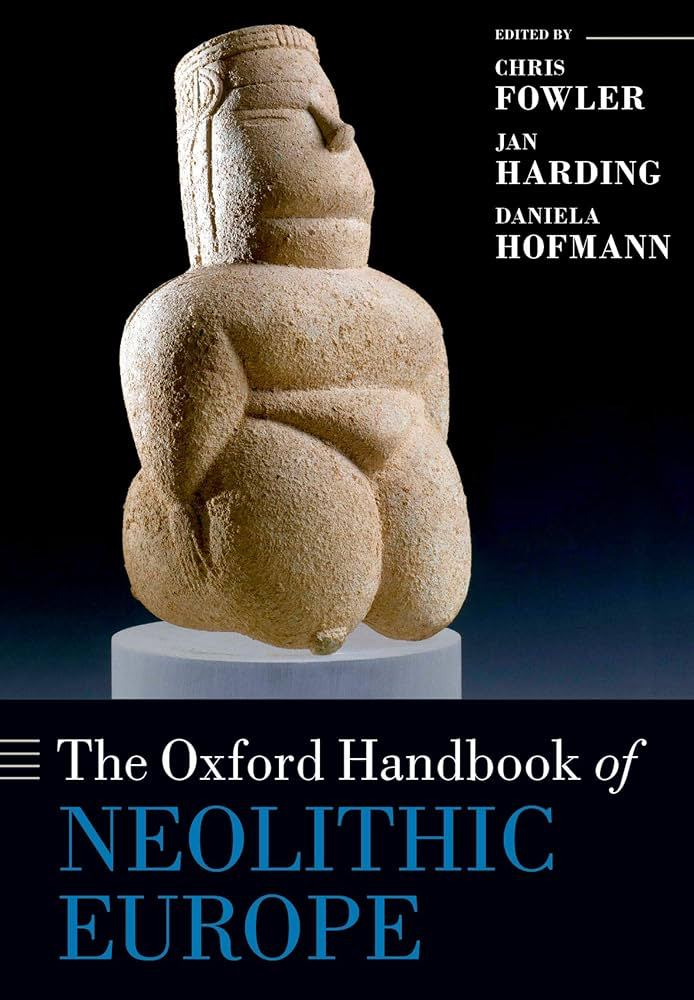 EDITED BY
CHRIS
FOWLER
JAN
HARDING
DANIELA
HOFMANN
The Oxford Handbook of
NEOLITHIC
EUROPE